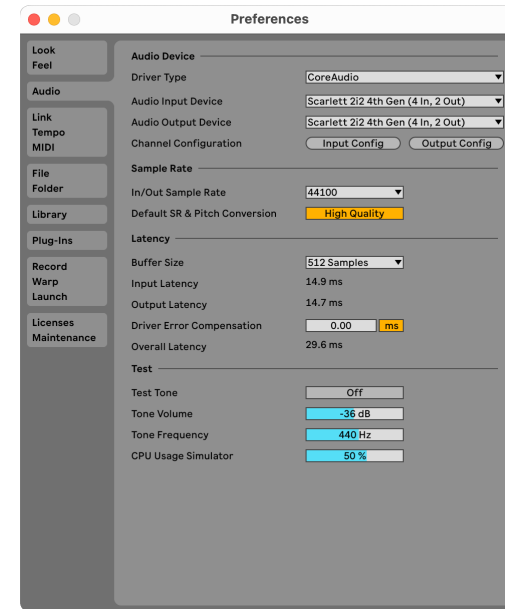 Preferences
Look
Feel
Audio
Link
Tempo
MIDI
File
Folder
Library
Plug-Ins
Record
Warp
Launch
Licenses
Maintenance
Audio Device
Driver Type CoreAudio
Audio Input Device Scarlett 2i2 4th Gen (4 In, 2 Out)
Audio Output Device Scarlett 2i2 4th Gen (4 In, 2 Out)
Channel Configuration Input Config Output Config
Sample Rate
In/Out Sample Rate 44100
Default SR & Pitch Conversion High Quality
Latency
Buffer Size 512 Samples
Input Latency 14.9 ms
Output Latency 14.7 ms
Driver Error Compensation 0.00 ms
Overall Latency 29.6 ms
Test
Test Tone Off
Tone Volume -36 dB
Tone Frequency 440 Hz
CPU Usage Simulator 50 %